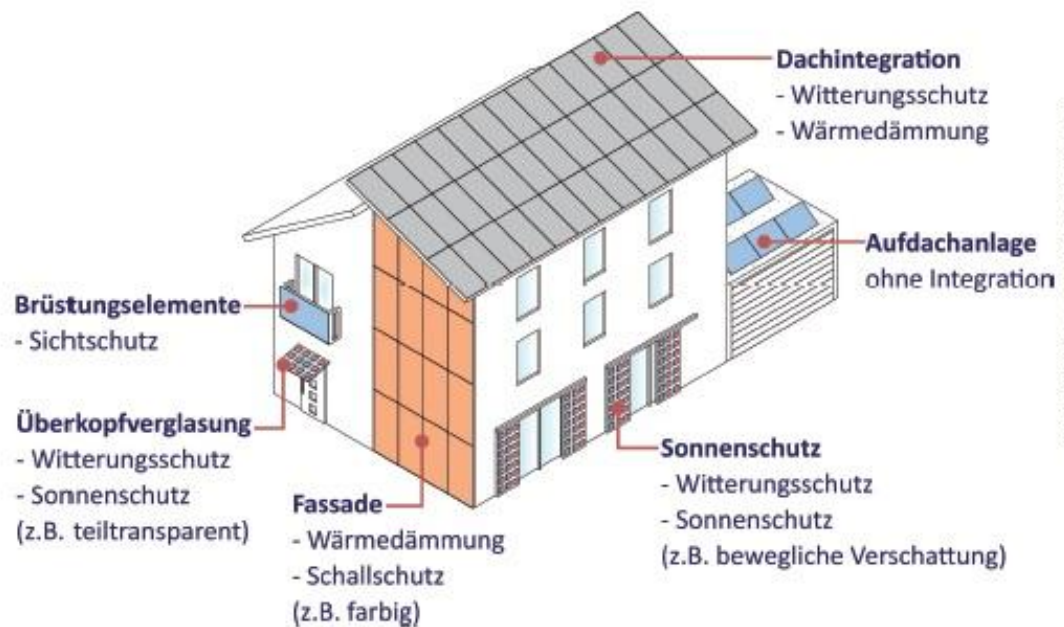 Dachintegration
- Witterungsschutz
- Wärmedämmung
Aufdachanlage
ohne Integration
Brüstungselemente
- Sichtschutz
Überkopfverglasung
- Witterungsschutz
- Sonnenschutz
(z.B. teiltransparent)
Fassade
- Wärmedämmung
- Schallschutz
(z.B. farbig)
Sonnenschutz
- Witterungsschutz
- Sonnenschutz
(z.B. bewegliche Verschattung)